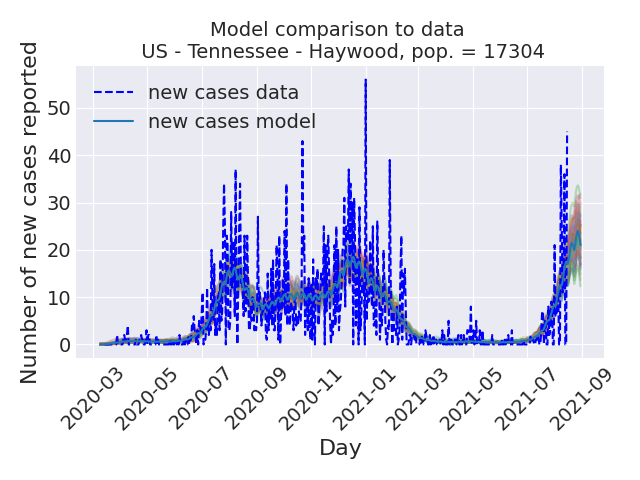 Model comparison to data
US - Tennessee - Haywood, pop. = 17304
Number of new cases reported
50
40
30
20
10
0
new cases data
new cases model
2020-03
2020-05
2020-07
2020-09
2020-11
2021-01
2021-03
2021-05
2021-07
2021-09
Day